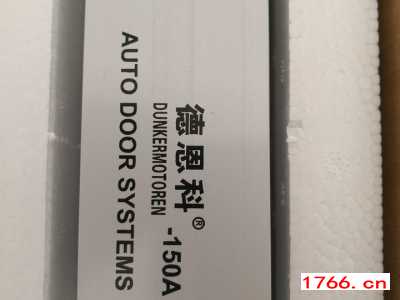 德恩科® -150A
DUNKERMOTOREN
AUTO DOOR SYSTEMS
1766.cn